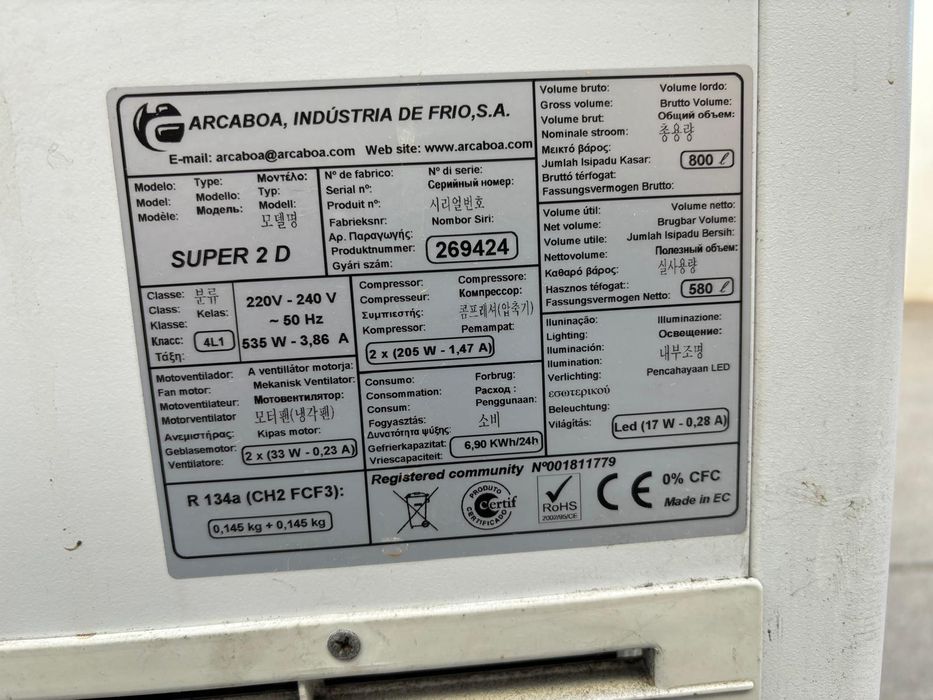 ARCABOA, INDÚSTRIA DE FRIO,S.A.
E-mail: arcaboa@arcaboa.com Web site: www.arcaboa.com
Modelo: Type: Μοντέλο:
Model: Modello: Typ:
Modèle: Модель: Modell:
모델명
SUPER 2 D
Nº de fabrico: Nº di serie:
Serial nº: Серийный номер:
Produit nº: 시리얼번호
Fabrieksnr: Nombor Siri:
Αρ. Παραγωγής:
Produktnummer:
Gyári szám:
269424
Volume bruto: Volume lordo:
Gross volume: Brutto Volume:
Volume brut: Общий объем:
Nominale stroom: 총용량
Μεικτό βάρος:
Jumlah Isipadu Kasar:
Bruttó térfogat:
Fassungsvermogen Brutto:
800 ℓ
Volume útil: Volume netto:
Net volume: Brugbar Volume:
Volume utile: Jumlah Isipadu Bersih:
Nettovolume: Полезный объем:
Καθαρό βάρος: 실사용량
Hasznos téfogat:
Fassungsvermogen Netto:
580 ℓ
Classe: 분류
Class: Kelas:
Klasse:
Класс:
Τάξη:
4L1
220V - 240 V
~ 50 Hz
535 W - 3,86 A
Compressor: Compressore:
Compresseur: Компрессор:
Συμπιεστής: 콤프레셔(압축기)
Kompressor: Pemampat:
2 x (205 W - 1,47 A)
Iluninação: Illuminazione:
Lighting: Освещение:
Iluminación: 내부조명
Illumination: Pencahayaan LED
Verlichting:
εσωτερικού
Beleuchtung:
Világítás:
Led (17 W - 0,28 A)
Motoventilador: A ventillátor motorja:
Fan motor: Mekanisk Ventilator:
Motoventilateur: Мотовентилятор:
Motorventilator 모터팬(냉각팬)
Ανεμιστήρας: Kipas motor:
Geblasemotor:
Ventilatore:
2 x (33 W - 0,23 A)
Consumo: Forbrug:
Consommation: Расход :
Consum: Penggunaan:
Fogyasztás: 소비
Δυνατότητα ψύξης:
Gefrierkapazitat:
Vriescapaciteit:
6,90 KWh/24h
R 134a (CH2 FCF3):
0,145 kg + 0,145 kg
Registered community Nº001811779
PRODUTO
Certif
CERTIFICADO
RoHS
2002/95/CE
CE
0% CFC
Made in EC